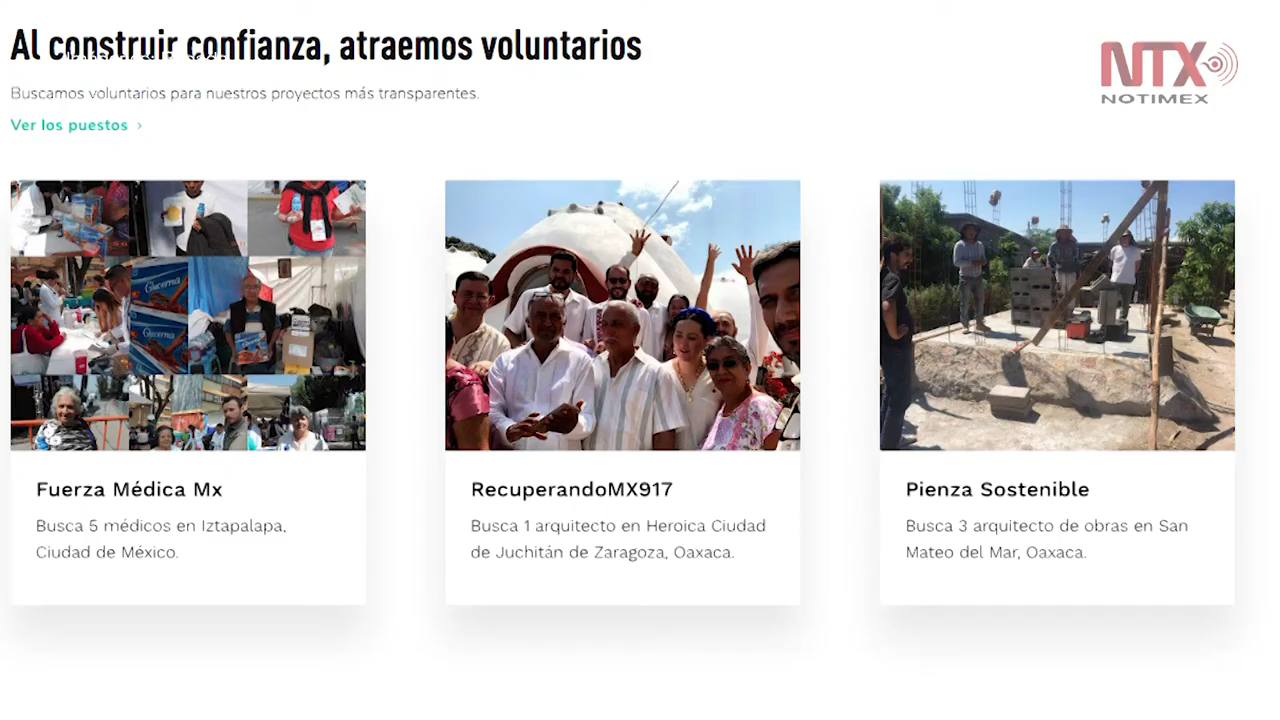 Al construir confianza, atraemos voluntarios
Buscamos voluntarios para nuestros proyectos más transparentes.
Ver los puestos ›
NTX
NOTIMEX
Glucerna
Glucerna
Fuerza Médica Mx
Busca 5 médicos en Iztapalapa,
Ciudad de México.
RecuperandoMX917
Busca 1 arquitecto en Heroica Ciudad
de Juchitán de Zaragoza, Oaxaca.
Pienza Sostenible
Busca 3 arquitecto de obras en San
Mateo del Mar, Oaxaca.